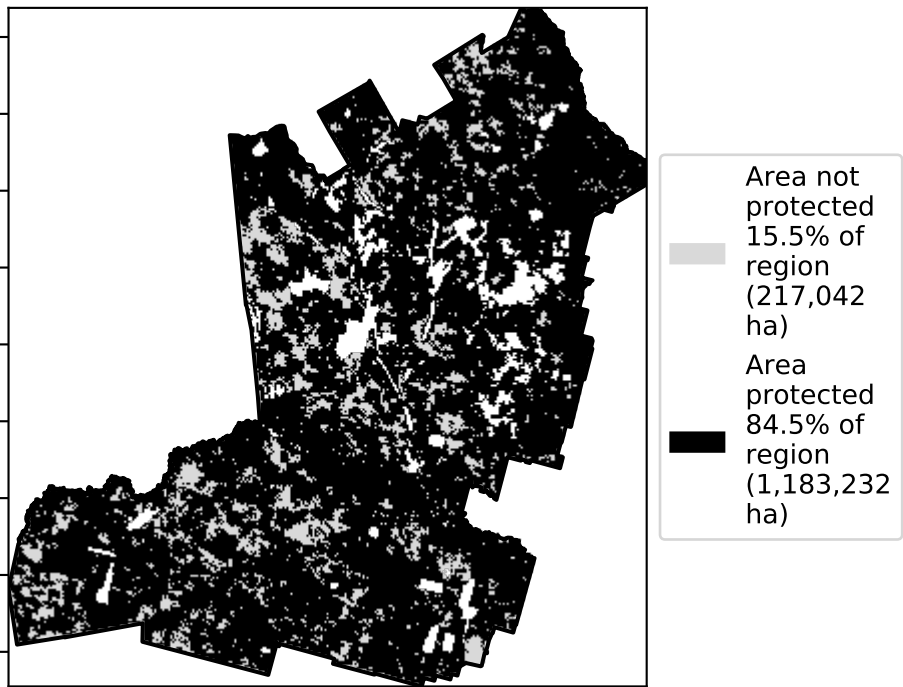 Area not
protected
15.5% of
region
(217,042
ha)
Area
protected
84.5% of
region
(1,183,232
ha)